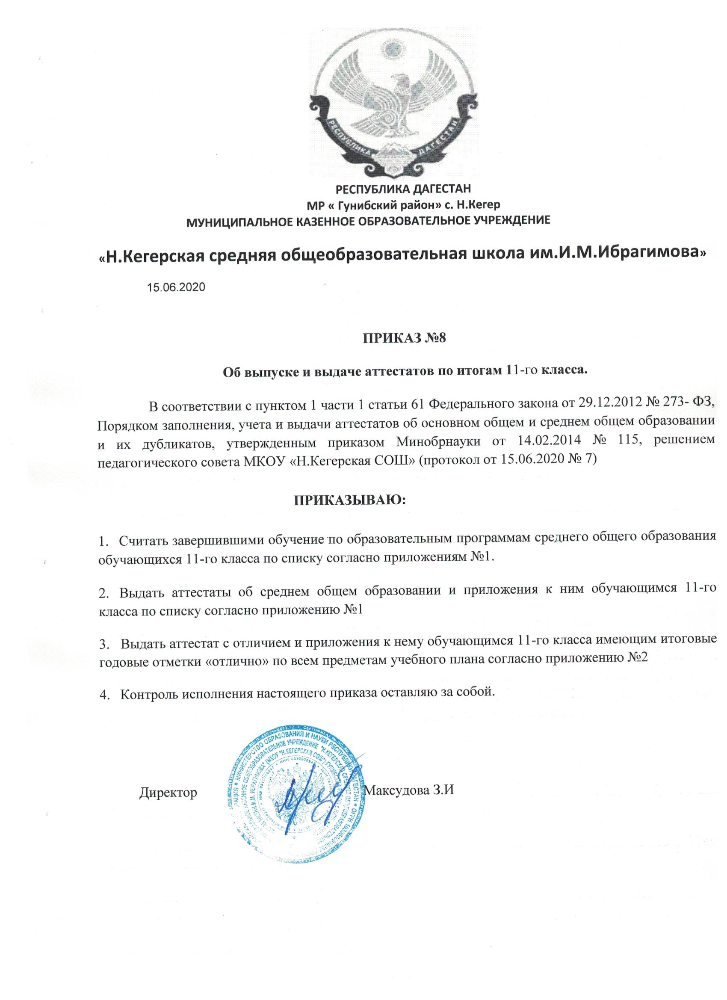 РЕСПУБЛИКА ДАГЕСТАН
РЕСПУБЛИКА ДАГЕСТАН
МР « Гунибский район» с. Н.Кегер
МУНИЦИПАЛЬНОЕ КАЗЕННОЕ ОБРАЗОВАТЕЛЬНОЕ УЧРЕЖДЕНИЕ
«Н.Кегерская средняя общеобразовательная школа им.И.М.Ибрагимова»
15.06.2020
ПРИКАЗ №8
Об выпуске и выдаче аттестатов по итогам 11-го класса.
В соответствии с пунктом 1 части 1 статьи 61 Федерального закона от 29.12.2012 № 273- ФЗ,
Порядком заполнения, учета и выдачи аттестатов об основном общем и среднем общем образовании
и их дубликатов, утвержденным приказом Минобрнауки от 14.02.2014 № 115, решением
педагогического совета МКОУ «Н.Кегерская СОШ» (протокол от 15.06.2020 № 7)
ПРИКАЗЫВАЮ:
1. Считать завершившими обучение по образовательным программам среднего общего образования
обучающихся 11-го класса по списку согласно приложениям №1.
2. Выдать аттестаты об среднем общем образовании и приложения к ним обучающимся 11-го
класса по списку согласно приложению №1
3. Выдать аттестат с отличием и приложения к нему обучающимся 11-го класса имеющим итоговые
годовые отметки «отлично» по всем предметам учебного плана согласно приложению №2
4. Контроль исполнения настоящего приказа оставляю за собой.
МИНИСТЕРСТВО ОБРАЗОВАНИЯ И НАУКИ РЕСПУБЛИКИ ДАГЕСТАН * ОГРН
КАЗЕННОЕ ОБЩЕОБРАЗОВАТЕЛЬНОЕ УЧРЕЖДЕНИЕ "Н.КЕГЕРСКАЯ
(МКОУ "Н.КЕГЕРСКАЯ СОШ")
Директор
Максудова З.И